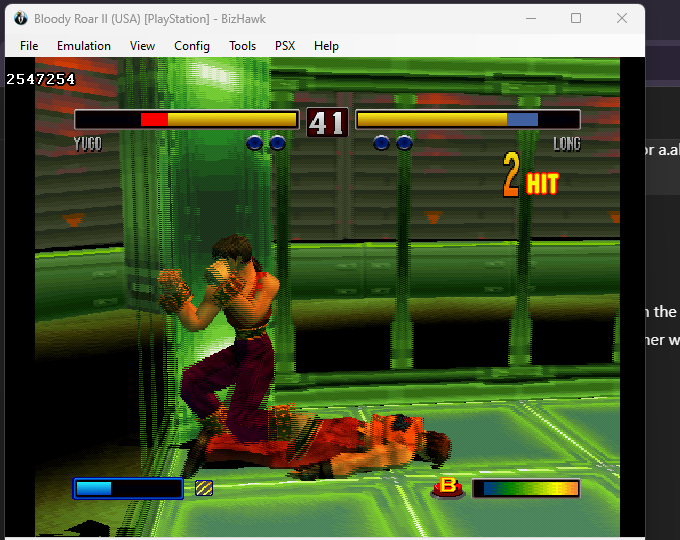 Bloody Roar II (USA) [PlayStation] - BizHawk
File Emulation View Config Tools PSX Help
2547254
41
YUGO LONG
or a.al
2 HIT
n the
ner w
B